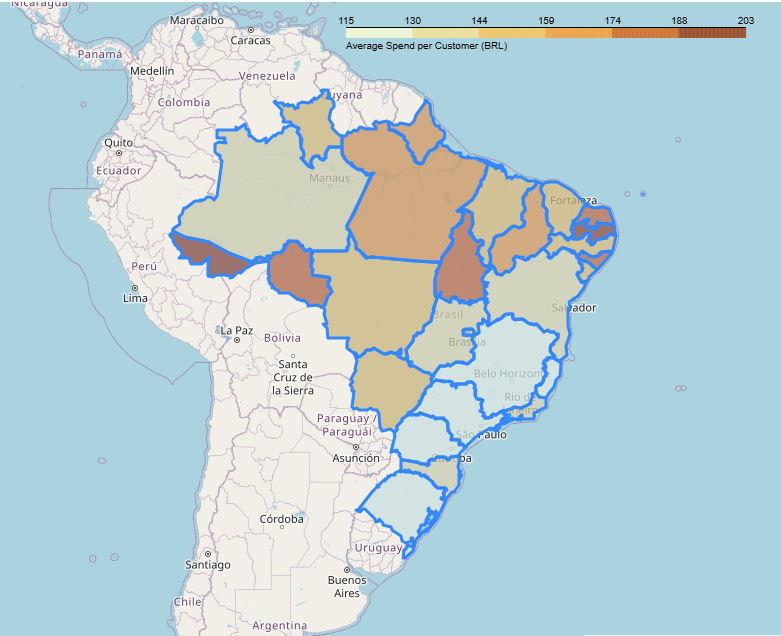 Nicaragua
115 130 144 159 174 188 203
Average Spend per Customer (BRL)
Maracaibo
Caracas
Panamá
Medellín
Venezuela
Guyana
Colombia
Quito
Ecuador
Manaus
Fortaleza
Perú
Lima
Salvador
Brasil
La Paz
Bolivia
Brasília
Santa
Cruz de
la Sierra
Belo Horizonte
Rio de
Janeiro
Paraguay /
Paraguái
São Paulo
Asunción
Curitiba
Córdoba
Uruguay
Santiago
Buenos
Aires
Chile
Argentina